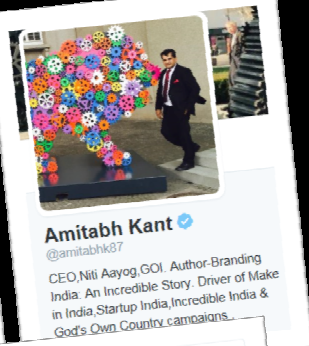 Amitabh Kant
@amitabhk87
CEO,Niti Aayog,GOI. Author-Branding
India: An Incredible Story. Driver of Make
in India,Startup India,Incredible India &
God's Own Country campaigns.